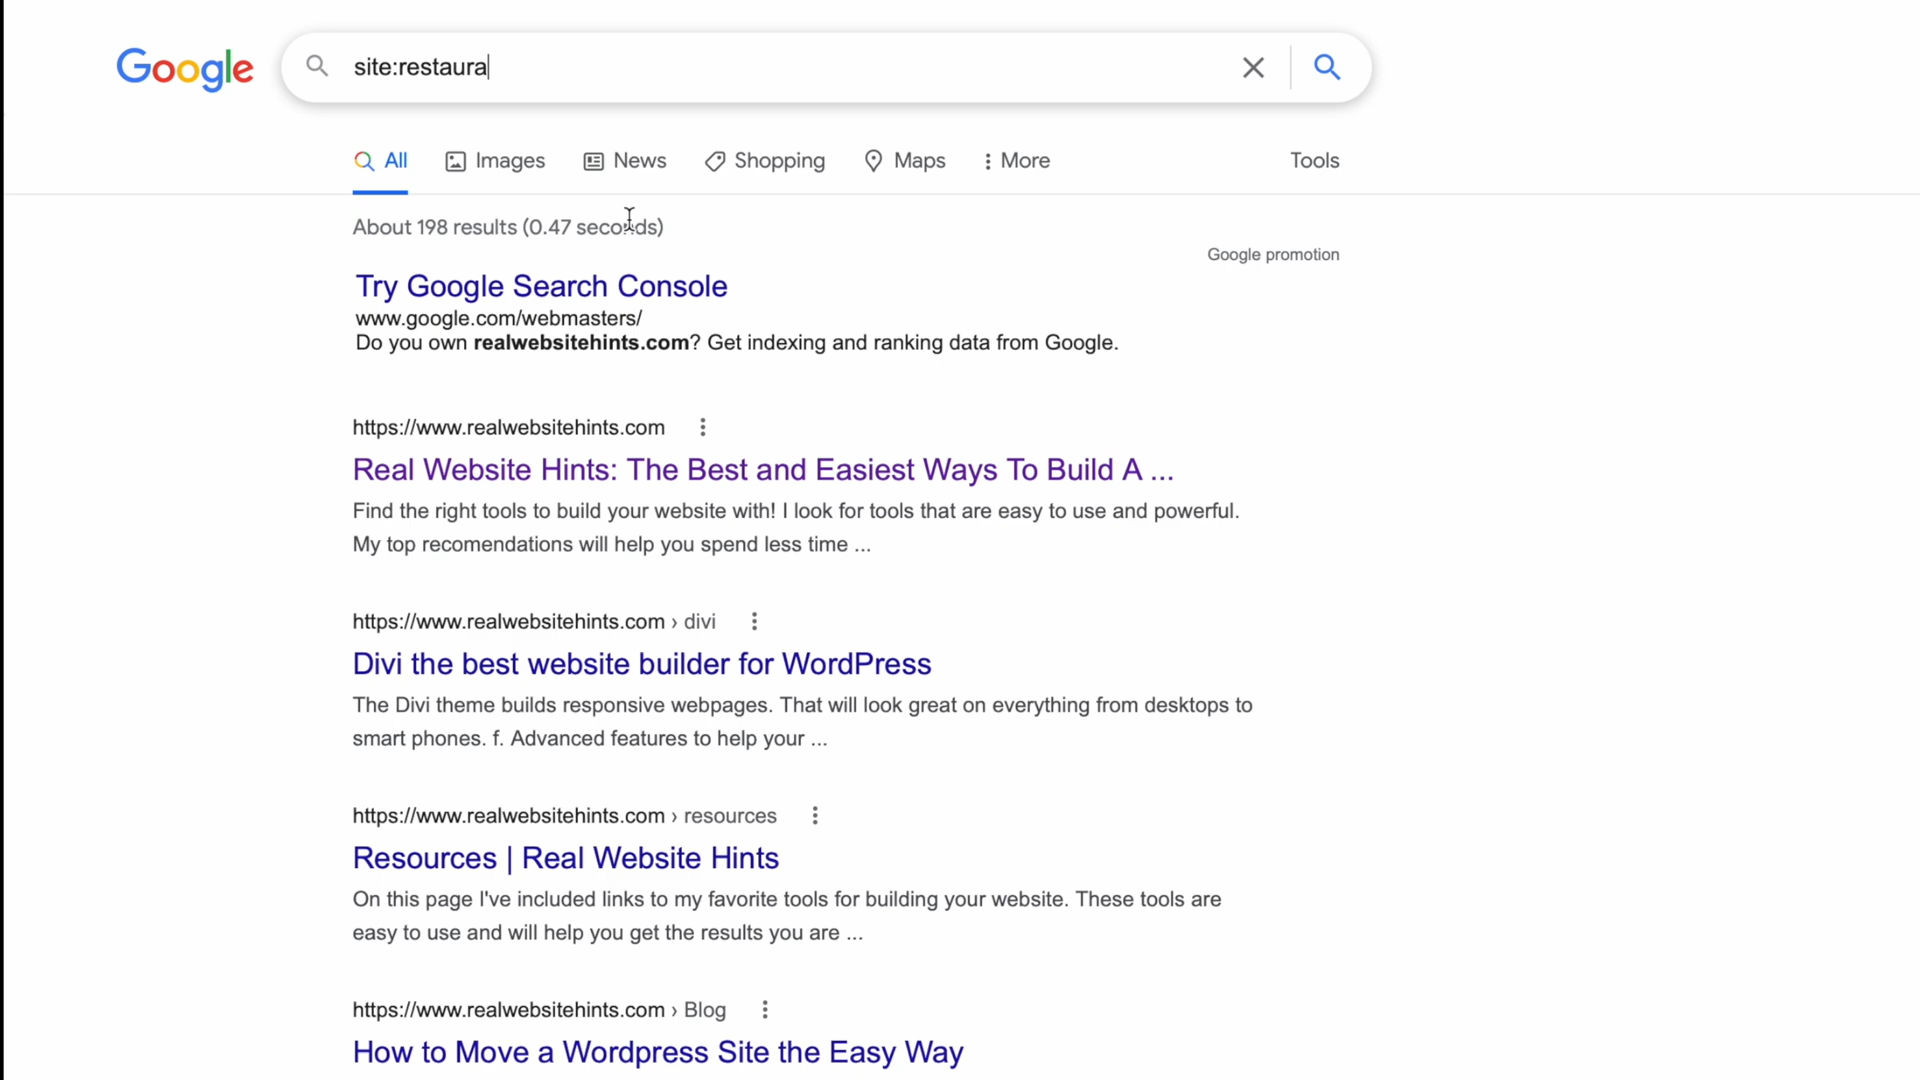 Google
site:restaura
All Images News Shopping Maps More Tools
About 198 results (0.47 seconds)
Google promotion
Try Google Search Console
www.google.com/webmasters/
Do you own realwebsitehints.com? Get indexing and ranking data from Google.
https://www.realwebsitehints.com
Real Website Hints: The Best and Easiest Ways To Build A ...
Find the right tools to build your website with! I look for tools that are easy to use and powerful.
My top recomendations will help you spend less time ...
https://www.realwebsitehints.com › divi
Divi the best website builder for WordPress
The Divi theme builds responsive webpages. That will look great on everything from desktops to
smart phones. f. Advanced features to help your ...
https://www.realwebsitehints.com › resources
Resources | Real Website Hints
On this page I've included links to my favorite tools for building your website. These tools are
easy to use and will help you get the results you are ...
https://www.realwebsitehints.com › Blog
How to Move a Wordpress Site the Easy Way